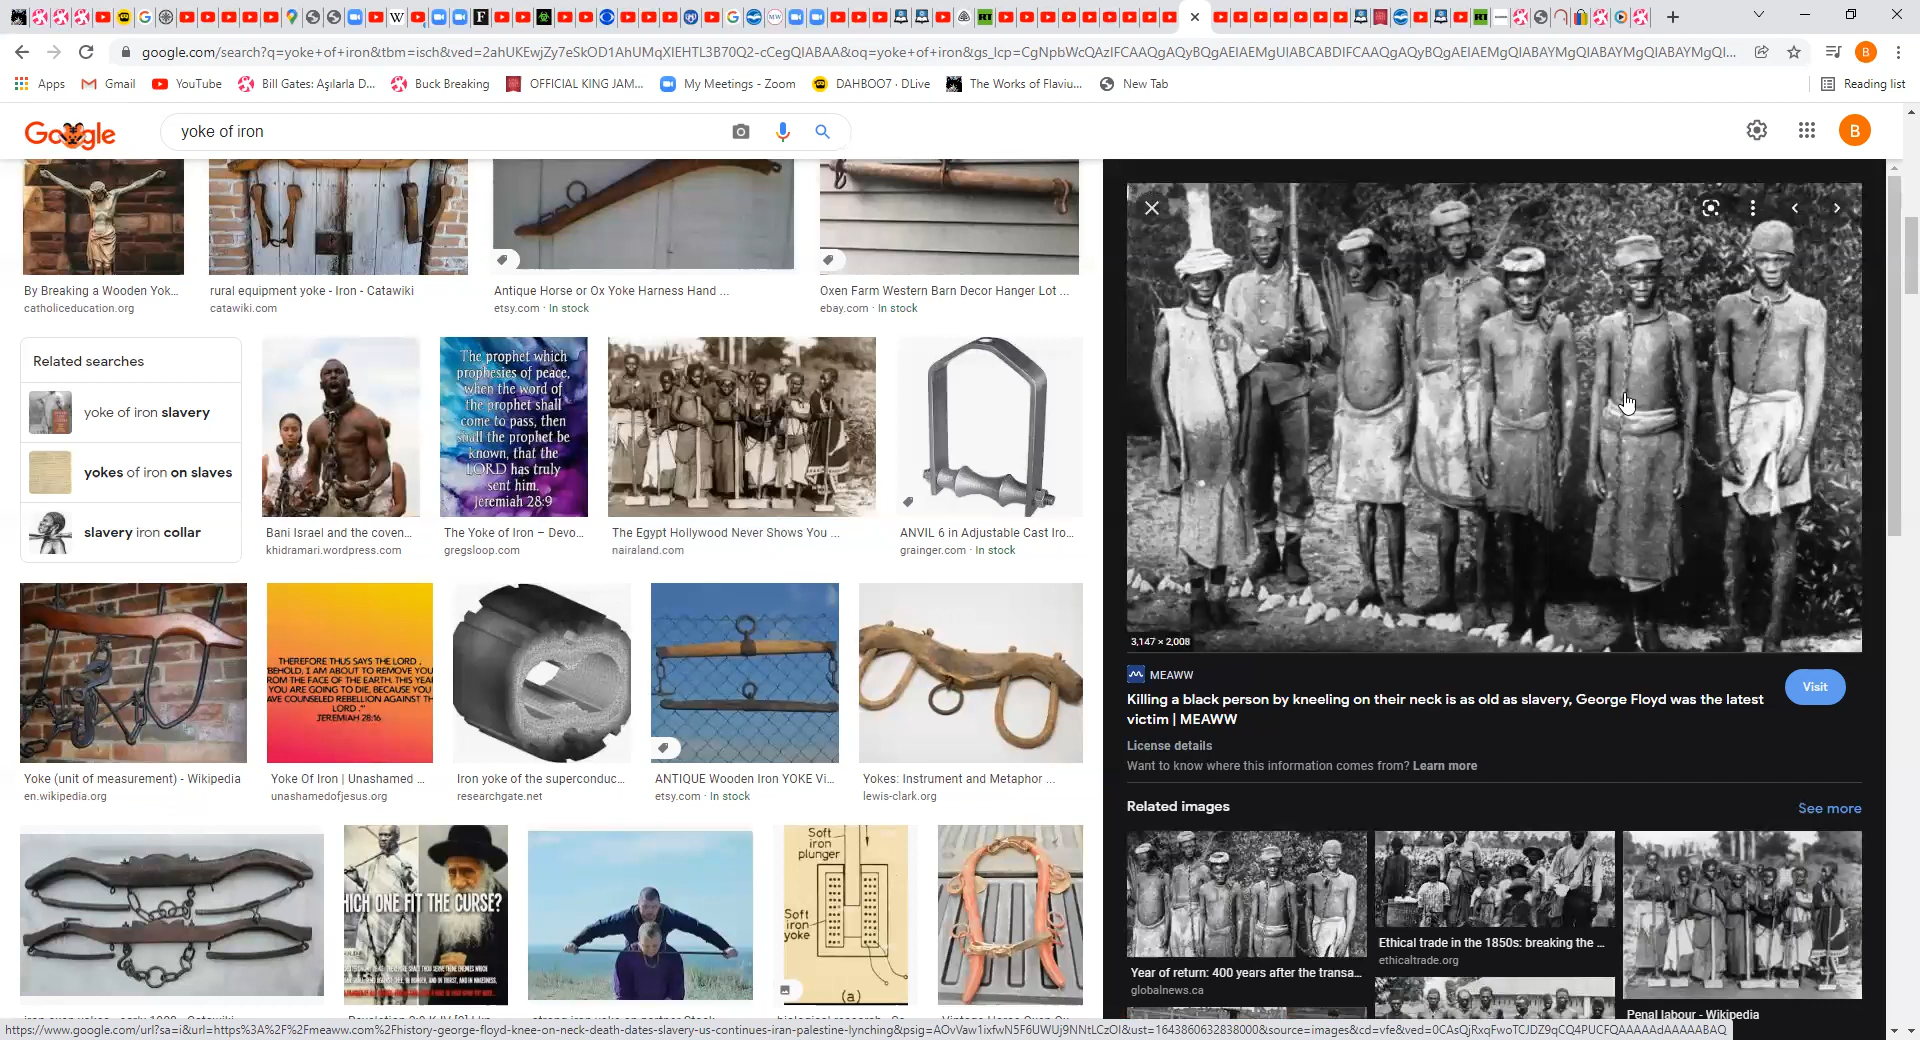 google.com/search?q=yoke+of+iron&tbm=isch&ved=2ahUKEwjZy7eSkOD1AhUMqXIEHTL3B70Q2-cCegQIABAA&oq=yoke+of+iron&gs_lcp=CgNpbWcQAzIFCAAQgAQyBQgAEIAEMgUIABCABDIFCAAQgAQyBQgAEIAEMgQIABAYMgQIABAYMgQIABAYMgQIABAYMgQI...
B
Apps
Gmail
YouTube
Bill Gates: Aşılarla D...
Buck Breaking
OFFICIAL KING JAM...
My Meetings - Zoom
DAHBOO7 · DLive
The Works of Flaviu...
New Tab
Reading list
Google
yoke of iron
B
By Breaking a Wooden Yok...
catholiceducation.org
rural equipment yoke - Iron - Catawiki
catawiki.com
Antique Horse or Ox Yoke Harness Hand ...
etsy.com · In stock
Oxen Farm Western Barn Decor Hanger Lot ...
ebay.com · In stock
Related searches
yoke of iron slavery
yokes of iron on slaves
slavery iron collar
Bani Israel and the coven...
khidramari.wordpress.com
The prophet which
prophesies of peace,
when the word of
the prophet shall
come to pass, then
shall the prophet be
known, that the
LORD has truly
sent him.
Jeremiah 28:9
The Yoke of Iron – Devo...
gregsloop.com
The Egypt Hollywood Never Shows You ...
nairaland.com
ANVIL 6 in Adjustable Cast Iro...
grainger.com · In stock
Yoke (unit of measurement) - Wikipedia
en.wikipedia.org
THEREFORE THUS SAYS THE LORD ,
'BEHOLD, I AM ABOUT TO REMOVE YOU
ROM THE FACE OF THE EARTH. THIS YEA
YOU ARE GOING TO DIE, BECAUSE YOU
AVE COUNSELED REBELLION AGAINST TH
LORD ."
JEREMIAH 28:16
Yoke Of Iron | Unashamed ...
unashamedofjesus.org
Iron yoke of the superconduc...
researchgate.net
ANTIQUE Wooden Iron YOKE Vi...
etsy.com · In stock
Yokes: Instrument and Metaphor ...
lewis-clark.org
HICH ONE FIT THE CURSE?
Soft
iron
plunger
Soft
iron
yoke
(a)
3,147 × 2,008
MEAWW
Killing a black person by kneeling on their neck is as old as slavery, George Floyd was the latest
victim | MEAWW
Visit
License details
Want to know where this information comes from? Learn more
Related images
See more
Year of return: 400 years after the transa...
globalnews.ca
Ethical trade in the 1850s: breaking the ...
ethicaltrade.org
Penal labour - Wikipedia
https://www.google.com/url?sa=i&url=https%3A%2F%2Fmeaww.com%2Fhistory-george-floyd-knee-on-neck-death-dates-slavery-us-continues-iran-palestine-lynching&psig=AOvVaw1ixfwN5F6UWUj9NNtLCzOI&ust=1643860632838000&source=images&cd=vfe&ved=0CAsQjRxqFwoTCJDZ9qCQ4PUCFQAAAAAdAAAAABAQ